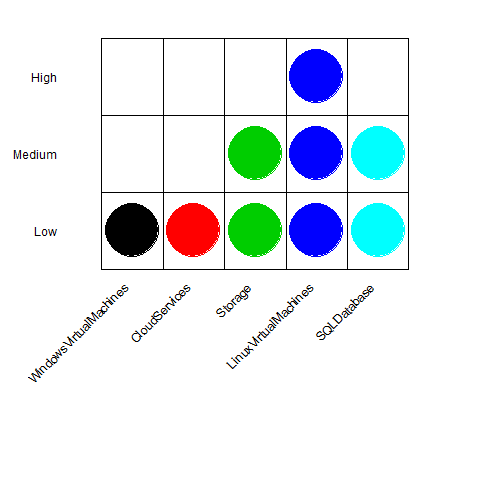 High
Medium
Low
WindowsVirtualMachines
CloudServices
Storage
LinuxVirtualMachines
SQLDatabase